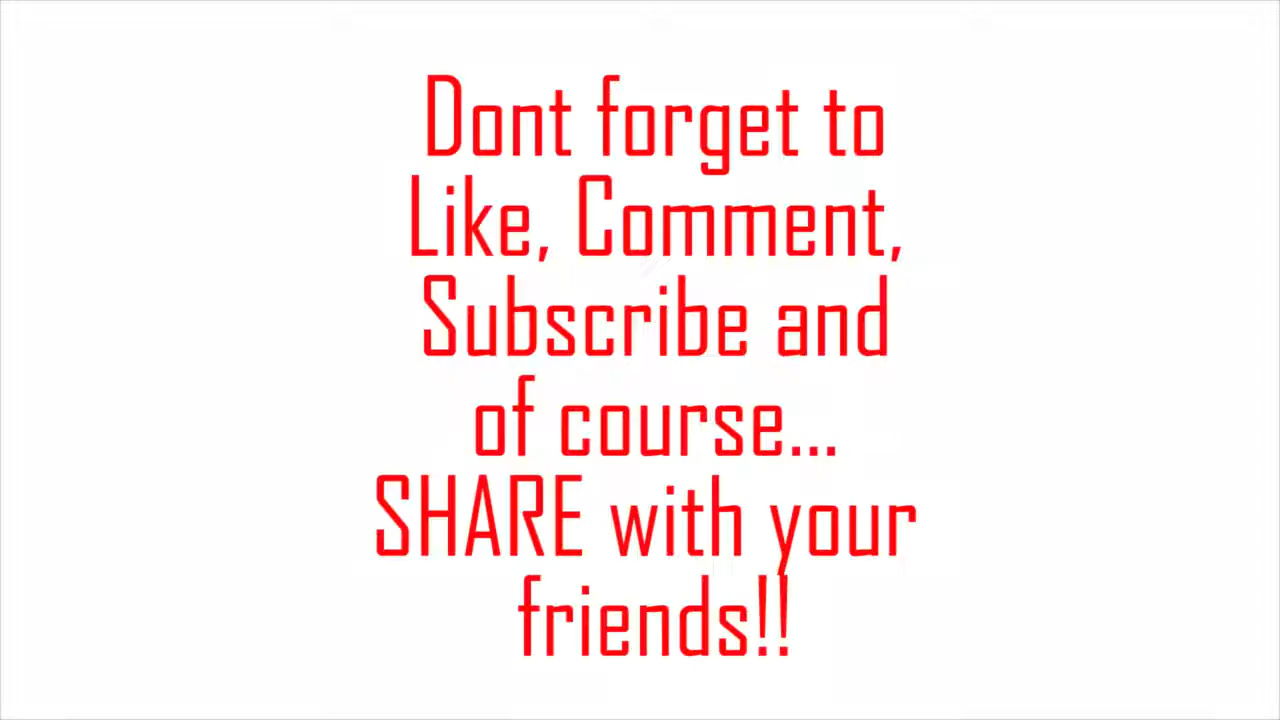 Dont forget to
Like, Comment,
Subscribe and
of course...
SHARE with your
friends!!